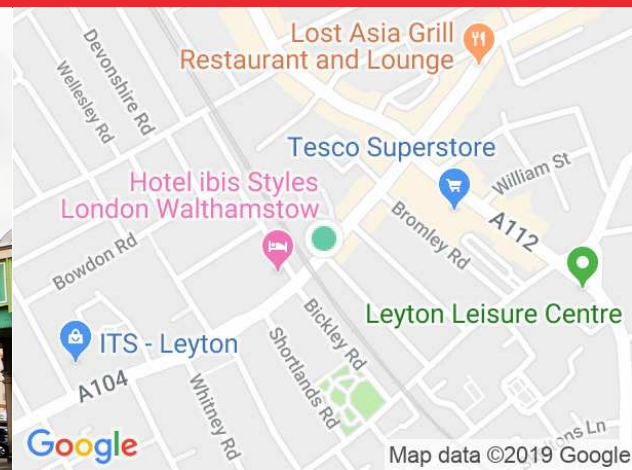 Lost Asia Grill
Restaurant and Lounge
Devonshire Rd
Wellesley Rd
Tesco Superstore
William St
Hotel ibis Styles
London Walthamstow
Bromley Rd
A112
Bowdon Rd
Leyton Leisure Centre
ITS - Leyton
Bickley Rd
Shortlands Rd
A104
Whitney Rd
Ln
Google
Map data ©2019 Google